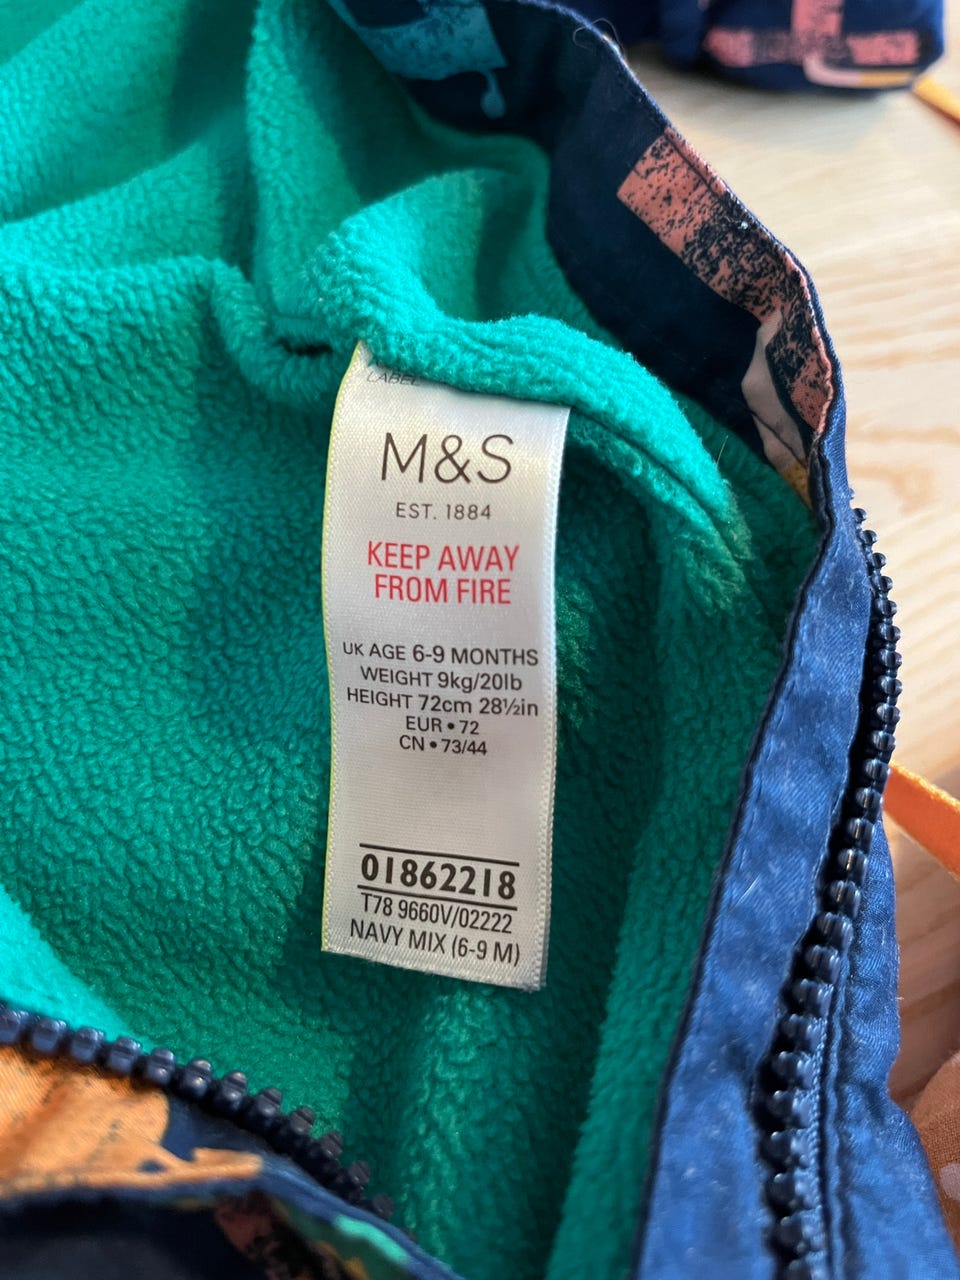 LABEL
M&S
EST. 1884
KEEP AWAY
FROM FIRE
UK AGE 6-9 MONTHS
WEIGHT 9kg/20lb
HEIGHT 72cm 28½in
EUR • 72
CN • 73/44
01862218
T78 9660V/02222
NAVY MIX (6-9 M)